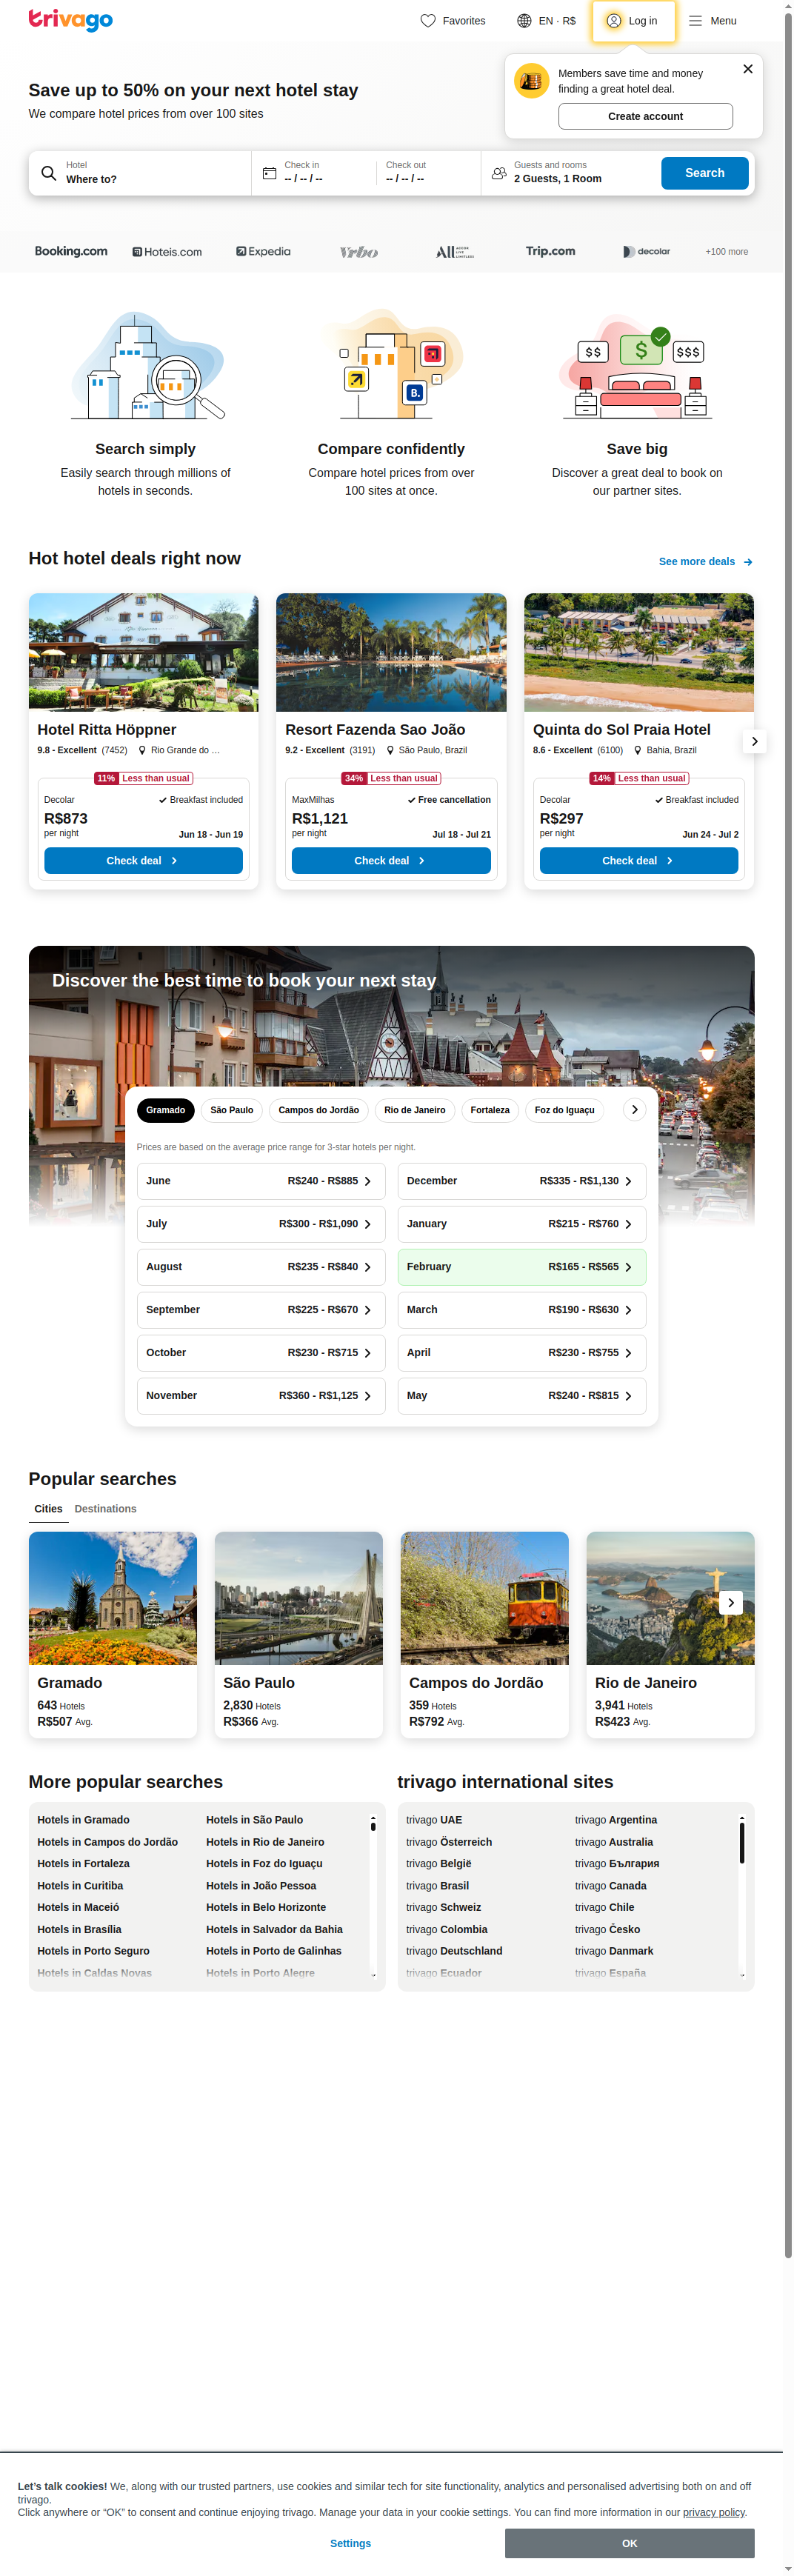 trivago
Favorites
EN · R$
Log in
Menu
Save up to 50% on your next hotel stay
We compare hotel prices from over 100 sites
Members save time and money
finding a great hotel deal.
Create account
Hotel
Where to?
Check in
-- / -- / --
Check out
-- / -- / --
Guests and rooms
2 Guests, 1 Room
Search
Booking.com
Hoteis.com
Expedia
Vrbo
ALL ACCOR LIVE LIMITLESS
Trip.com
decolar
+100 more
$$
$
$$$
B.
Search simply
Easily search through millions of
hotels in seconds.
Compare confidently
Compare hotel prices from over
100 sites at once.
Save big
Discover a great deal to book on
our partner sites.
Hot hotel deals right now
See more deals
Hotel Ritta Höppner
9.8 - Excellent (7452) Rio Grande do …
11% Less than usual
Decolar
Breakfast included
R$873
per night
Jun 18 - Jun 19
Check deal
Resort Fazenda Sao João
9.2 - Excellent (3191) São Paulo, Brazil
34% Less than usual
MaxMilhas
Free cancellation
R$1,121
per night
Jul 18 - Jul 21
Check deal
Quinta do Sol Praia Hotel
8.6 - Excellent (6100) Bahia, Brazil
14% Less than usual
Decolar
Breakfast included
R$297
per night
Jun 24 - Jul 2
Check deal
Discover the best time to book your next stay
Gramado
São Paulo
Campos do Jordão
Rio de Janeiro
Fortaleza
Foz do Iguaçu
Prices are based on the average price range for 3-star hotels per night.
June R$240 - R$885
December R$335 - R$1,130
July R$300 - R$1,090
January R$215 - R$760
August R$235 - R$840
February R$165 - R$565
September R$225 - R$670
March R$190 - R$630
October R$230 - R$715
April R$230 - R$755
November R$360 - R$1,125
May R$240 - R$815
Popular searches
Cities
Destinations
Gramado
643 Hotels
R$507 Avg.
São Paulo
2,830 Hotels
R$366 Avg.
Campos do Jordão
359 Hotels
R$792 Avg.
Rio de Janeiro
3,941 Hotels
R$423 Avg.
More popular searches
Hotels in Gramado
Hotels in São Paulo
Hotels in Campos do Jordão
Hotels in Rio de Janeiro
Hotels in Fortaleza
Hotels in Foz do Iguaçu
Hotels in Curitiba
Hotels in João Pessoa
Hotels in Maceió
Hotels in Belo Horizonte
Hotels in Brasília
Hotels in Salvador da Bahia
Hotels in Porto Seguro
Hotels in Porto de Galinhas
Hotels in Caldas Novas
Hotels in Porto Alegre
trivago international sites
trivago UAE
trivago Argentina
trivago Österreich
trivago Australia
trivago België
trivago България
trivago Brasil
trivago Canada
trivago Schweiz
trivago Chile
trivago Colombia
trivago Česko
trivago Deutschland
trivago Danmark
trivago Ecuador
trivago España
Let's talk cookies! We, along with our trusted partners, use cookies and similar tech for site functionality, analytics and personalised advertising both on and off
trivago.
Click anywhere or “OK” to consent and continue enjoying trivago. Manage your data in your cookie settings. You can find more information in our privacy policy.
Settings
OK